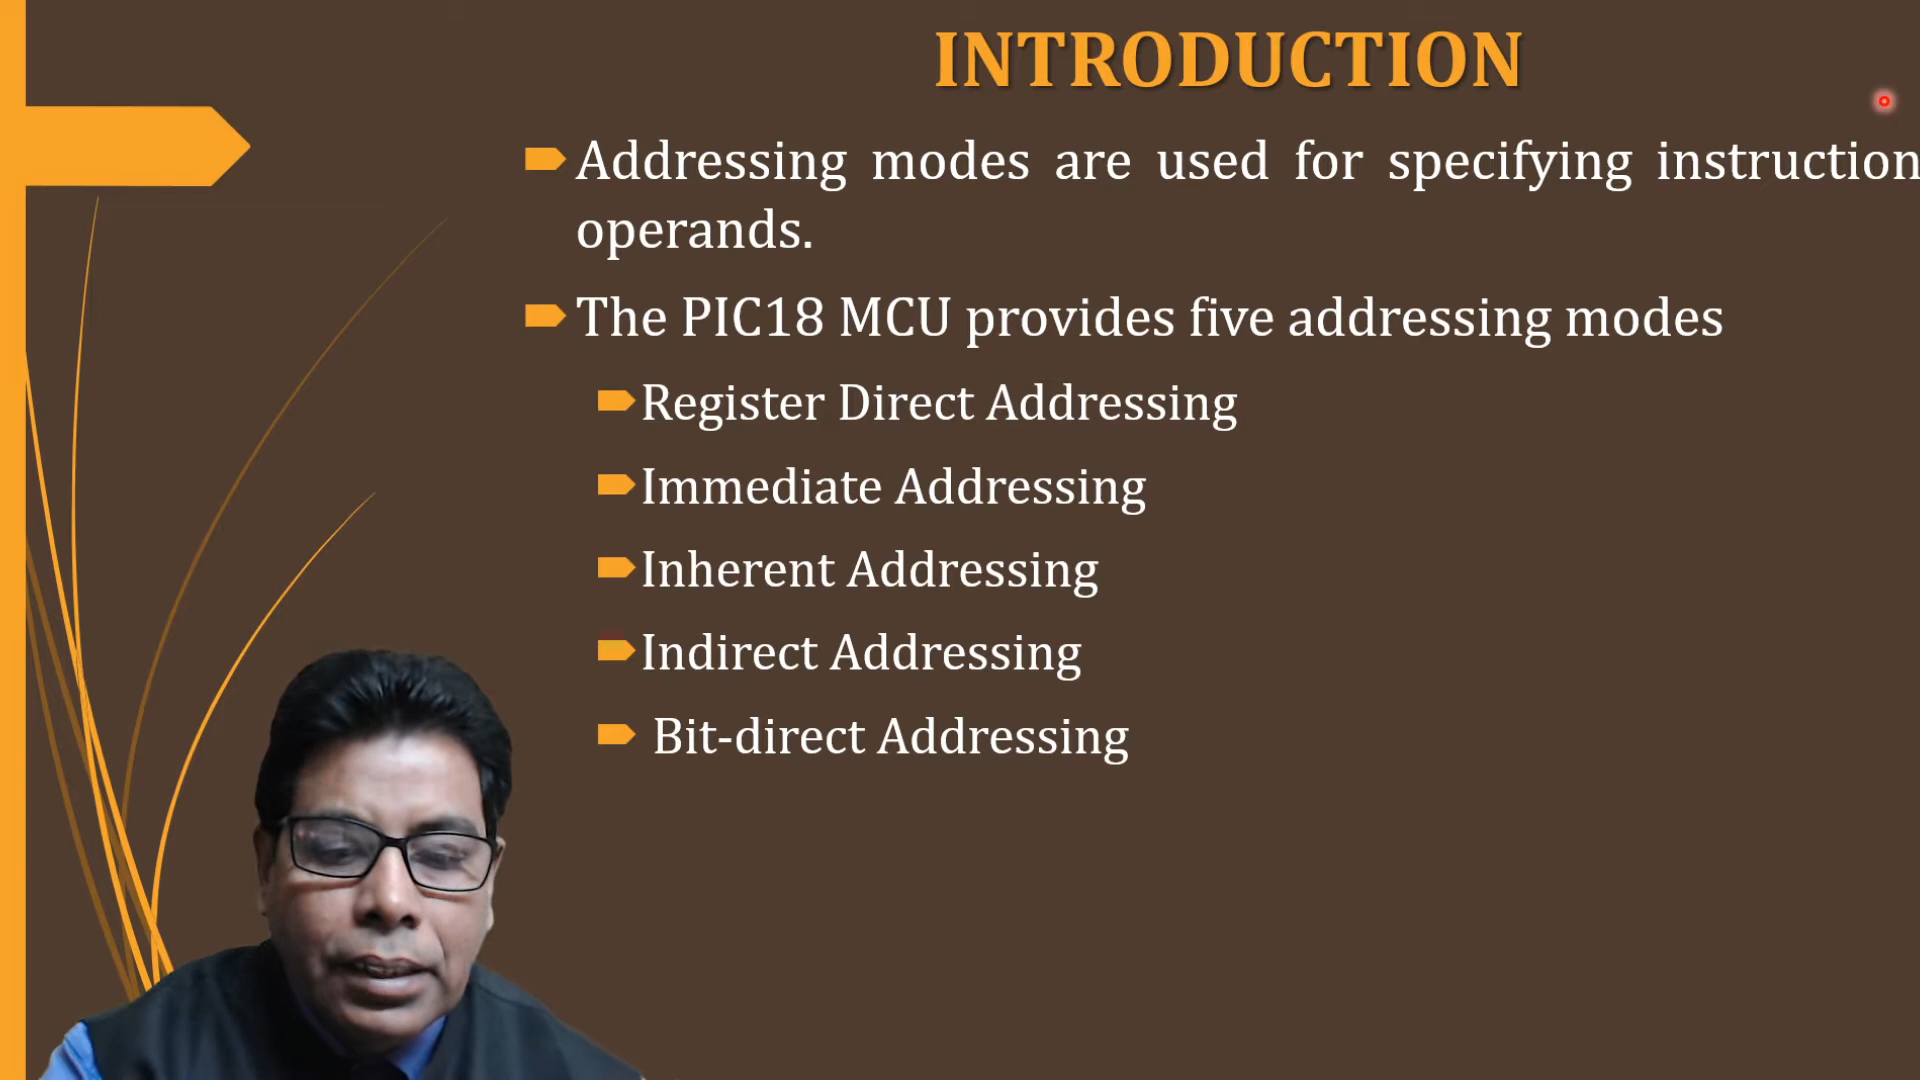 INTRODUCTION
Addressing modes are used for specifying instruction
operands.
The PIC18 MCU provides five addressing modes
Register Direct Addressing
Immediate Addressing
Inherent Addressing
Indirect Addressing
Bit-direct Addressing